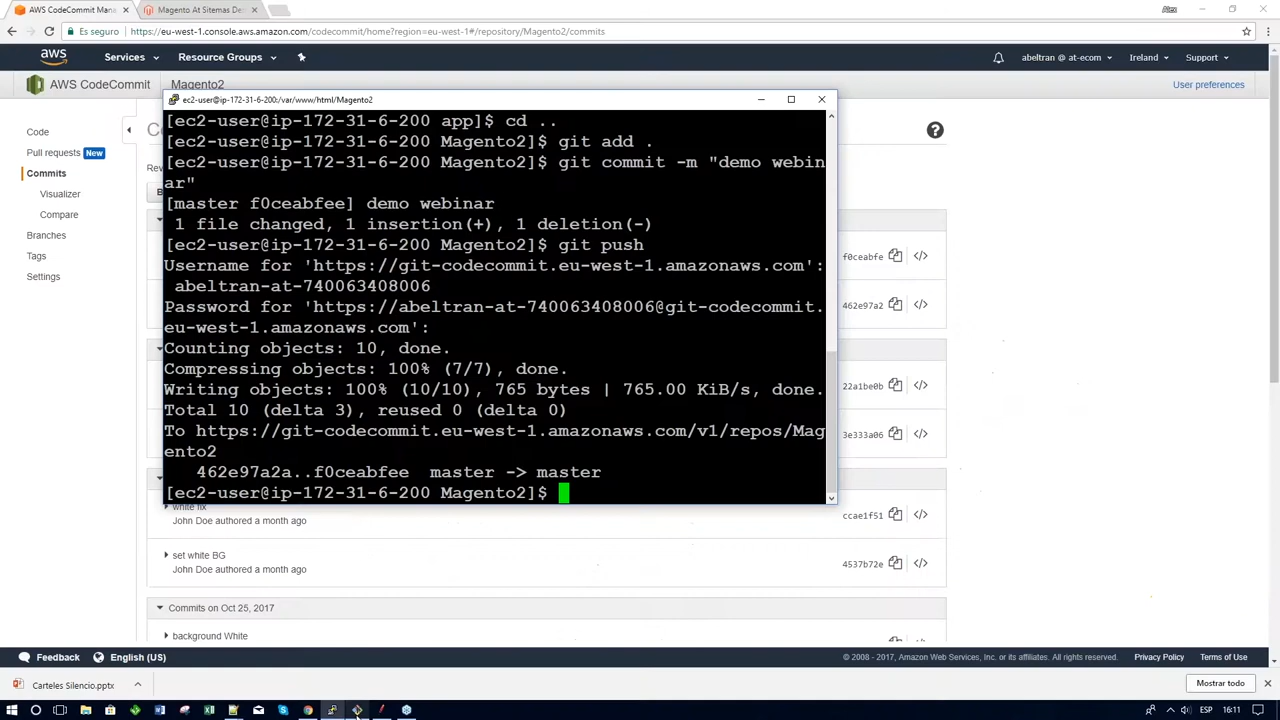 AWS CodeCommit Mana
Magento At Sitemas De
Alex
Es seguro
https://eu-west-1.console.aws.amazon.com/codecommit/home?region=eu-west-1#/repository/Magento2/commits
aws
Services
Resource Groups
abeltran @ at-ecom
Ireland
Support
AWS CodeCommit
Magento2
User preferences
ec2-user@ip-172-31-6-200:/var/www/html/Magento2
[ec2-user@ip-172-31-6-200 app]$ cd ..
[ec2-user@ip-172-31-6-200 Magento2]$ git add .
[ec2-user@ip-172-31-6-200 Magento2]$ git commit -m "demo webin
ar"
[master f0ceabfee] demo webinar
1 file changed, 1 insertion(+), 1 deletion(-)
[ec2-user@ip-172-31-6-200 Magento2]$ git push
Username for 'https://git-codecommit.eu-west-1.amazonaws.com':
abeltran-at-740063408006
Password for 'https://abeltran-at-740063408006@git-codecommit.
eu-west-1.amazonaws.com':
Counting objects: 10, done.
Compressing objects: 100% (7/7), done.
Writing objects: 100% (10/10), 765 bytes | 765.00 KiB/s, done.
Total 10 (delta 3), reused 0 (delta 0)
To https://git-codecommit.eu-west-1.amazonaws.com/v1/repos/Mag
ento2
462e97a2a..f0ceabfee master -> master
[ec2-user@ip-172-31-6-200 Magento2]$
Code
Pull requests New
Commits
Visualizer
Compare
Branches
Tags
Settings
f0ceabfe
462e97a2
22a1be0b
3e333a06
white fix
John Doe authored a month ago
ccae1f51
set white BG
John Doe authored a month ago
4537b72e
Commits on Oct 25, 2017
background White
Feedback
English (US)
© 2008 - 2017, Amazon Web Services, Inc. or its affiliates. All rights reserved.
Privacy Policy
Terms of Use
Carteles Silencio.pptx
Mostrar todo
ESP
16:11